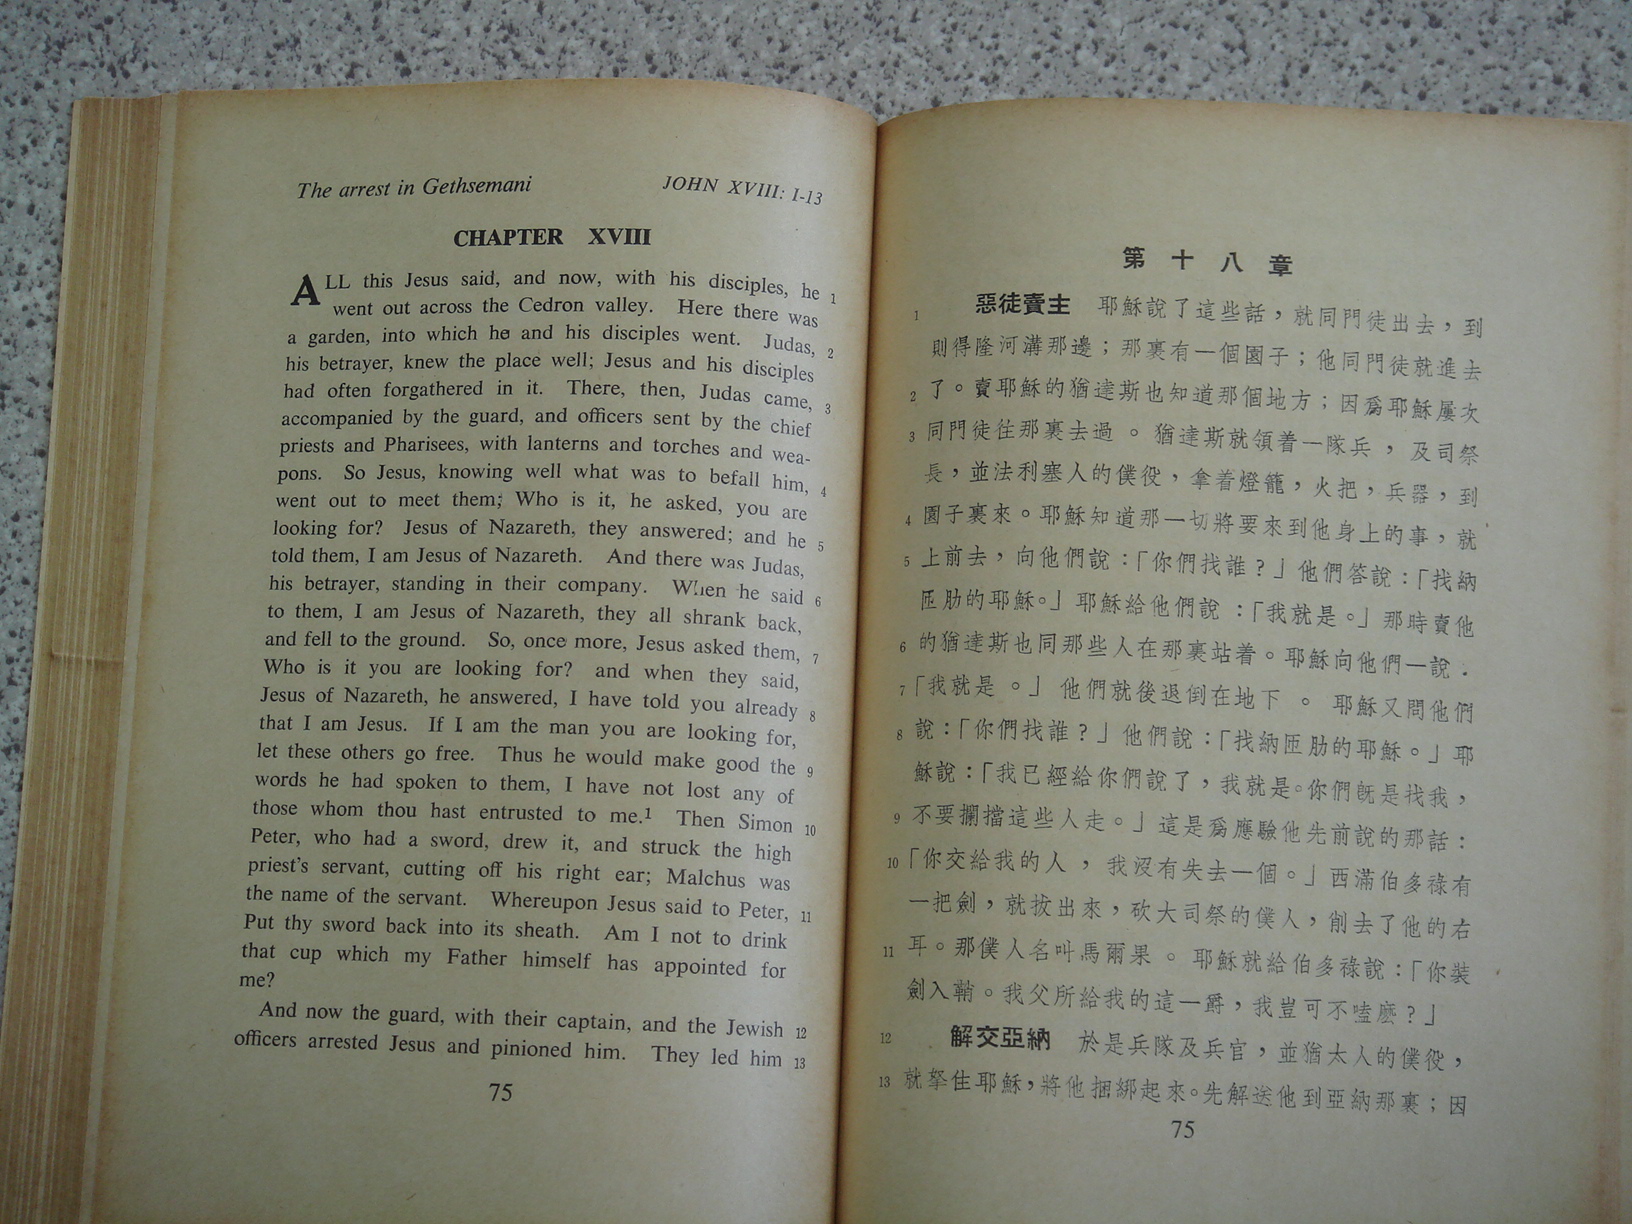 The arrest in Gethsemani JOHN XVIII: 1-13
CHAPTER XVIII
ALL this Jesus said, and now, with his disciples, he 1
went out across the Cedron valley. Here there was
a garden, into which he and his disciples went. Judas, 2
his betrayer, knew the place well; Jesus and his disciples
had often forgathered in it. There, then, Judas came, 3
accompanied by the guard, and officers sent by the chief
priests and Pharisees, with lanterns and torches and wea-
pons. So Jesus, knowing well what was to befall him, 4
went out to meet them; Who is it, he asked, you are
looking for? Jesus of Nazareth, they answered; and he 5
told them, I am Jesus of Nazareth. And there was Judas,
his betrayer, standing in their company. When he said 6
to them, I am Jesus of Nazareth, they all shrank back,
and fell to the ground. So, once more, Jesus asked them, 7
Who is it you are looking for? and when they said,
Jesus of Nazareth, he answered, I have told you already 8
that I am Jesus. If I am the man you are looking for,
let these others go free. Thus he would make good the 9
words he had spoken to them, I have not lost any of
those whom thou hast entrusted to me.¹ Then Simon 10
Peter, who had a sword, drew it, and struck the high
priest's servant, cutting off his right ear; Malchus was
the name of the servant. Whereupon Jesus said to Peter, 11
Put thy sword back into its sheath. Am I not to drink
that cup which my Father himself has appointed for
me?
And now the guard, with their captain, and the Jewish 12
officers arrested Jesus and pinioned him. They led him 13
75
第十八章
1 惡徒賣主 耶穌說了這些話，就同門徒出去，到
則得隆河溝那邊；那裏有一個園子；他同門徒就進去
2 了。賣耶穌的猶達斯也知道那個地方；因爲耶穌屢次
3 同門徒往那裏去過。猶達斯就領着一隊兵，及司祭
長，並法利塞人的僕役，拿着燈籠，火把，兵器，到
4 園子裏來。耶穌知道那一切將要來到他身上的事，就
5 上前去，向他們說：「你們找誰？」他們答說：「找納
匝肋的耶穌。」耶穌給他們說：「我就是。」那時賣他
6 的猶達斯也同那些人在那裏站着。耶穌向他們一說．
7 「我就是。」他們就後退倒在地下。耶穌又問他們
8 說：「你們找誰？」他們說：「找納匝肋的耶穌。」耶
穌說：「我已經給你們說了，我就是。你們旣是找我，
9 不要攔擋這些人走。」這是爲應驗他先前說的那話：
10 「你交給我的人，我沒有失去一個。」西滿伯多祿有
一把劍，就拔出來，砍大司祭的僕人，削去了他的右
11 耳。那僕人名叫馬爾果。耶穌就給伯多祿說：「你裝
劍入鞘。我父所給我的這一爵，我豈可不嗑麽？」
12 解交亞納 於是兵隊及兵官，並猶太人的僕役，
13 就拏住耶穌，將他捆綁起來。先解送他到亞納那裏；因
75